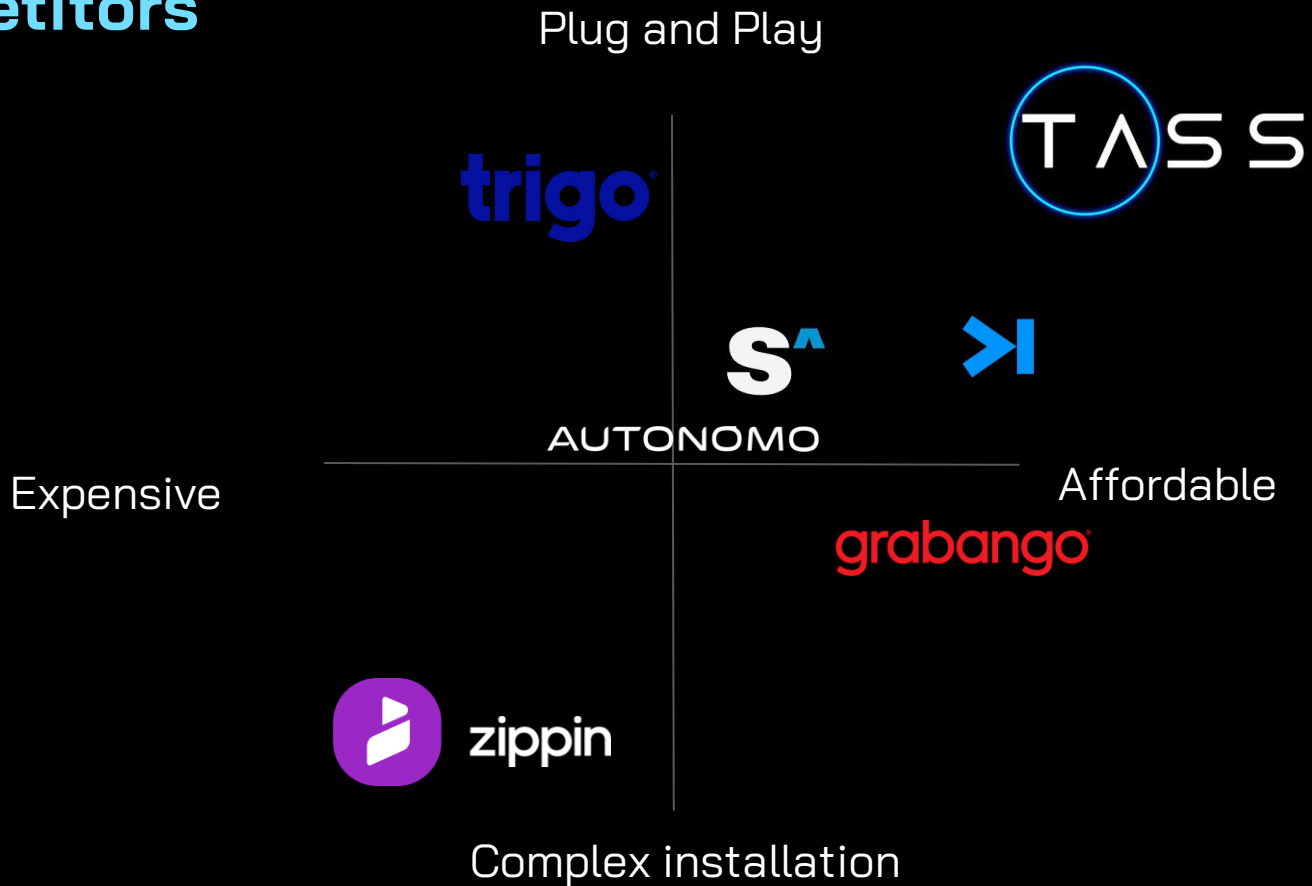 etitors
Plug and Play
TASS
trigo
S^
AUTONOMO
Expensive
Affordable
grabango
zippin
Complex installation